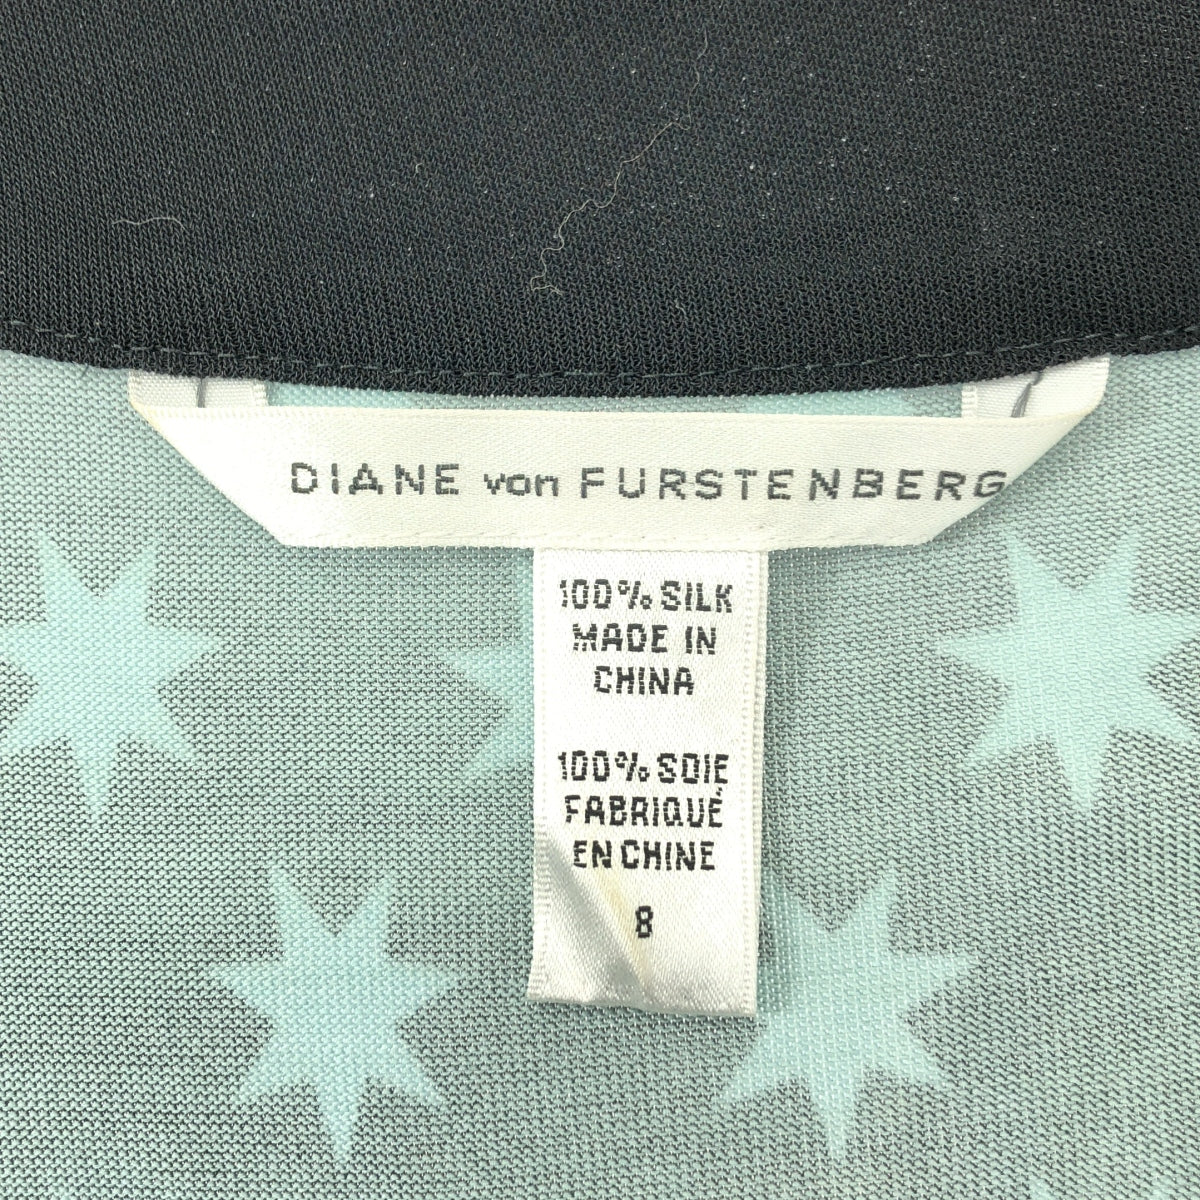 DIANE von FURSTENBERG
100% SILK
MADE IN
CHINA
100% SOIE
FABRIQUÉ
EN CHINE
8